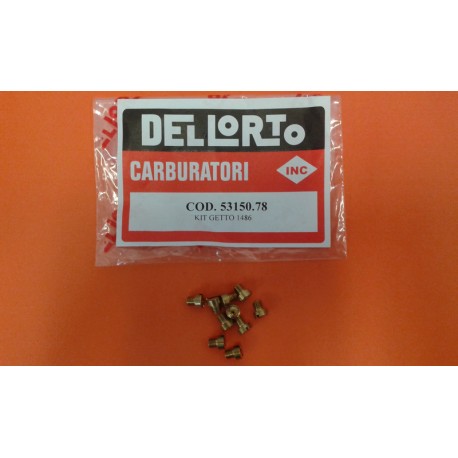 DELLORTO
CARBURATORI
INC
COD. 53150.78
KIT GETTO 1486